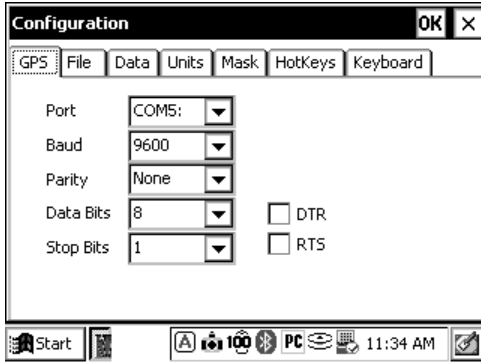 Configuration OK
GPS File Data Units Mask HotKeys Keyboard
Port COM5:
Baud 9600
Parity None
Data Bits 8 DTR
Stop Bits 1 RTS
Start A 100 PC 11:34 AM